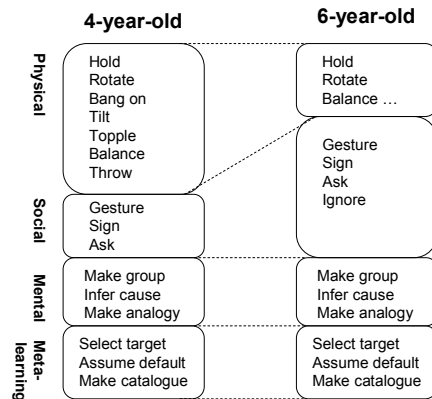 4-year-old
6-year-old
Physical
Hold
Rotate
Bang on
Tilt
Topple
Balance
Throw
Hold
Rotate
Balance …
Social
Gesture
Sign
Ask
Gesture
Sign
Ask
Ignore
Mental
Make group
Infer cause
Make analogy
Make group
Infer cause
Make analogy
Meta-
learning
Select target
Assume default
Make catalogue
Select target
Assume default
Make catalogue